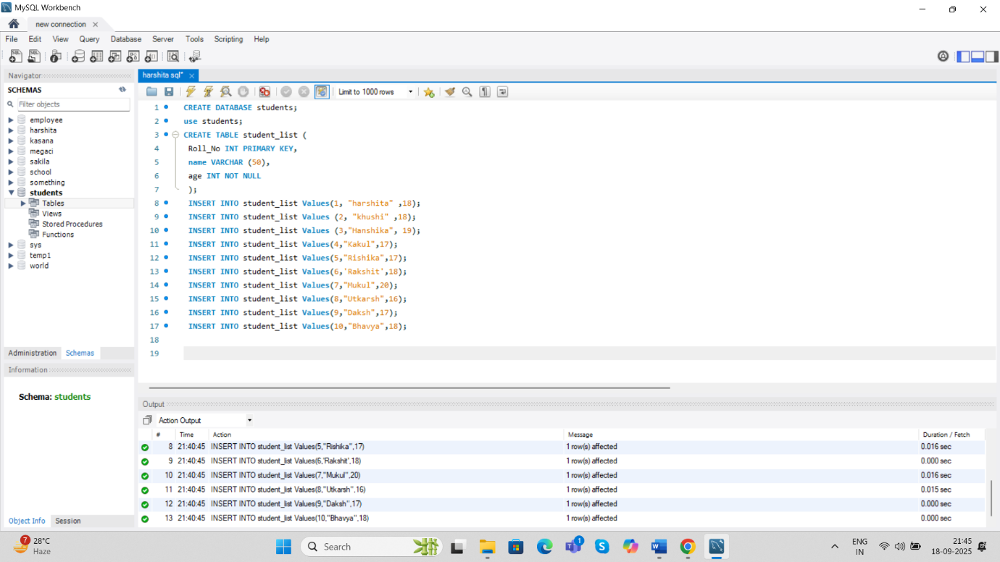 MySQL Workbench
new connection
File Edit View Query Database Server Tools Scripting Help
Navigator
SCHEMAS
Filter objects
employee
harshita
kasana
megaci
sakila
school
something
students
Tables
Views
Stored Procedures
Functions
sys
temp1
world
Administration Schemas
Information
Schema: students
Object Info Session
harshita sql*
Limit to 1000 rows
1 CREATE DATABASE students;
2 use students;
3 CREATE TABLE student_list (
4 Roll_No INT PRIMARY KEY,
5 name VARCHAR (50),
6 age INT NOT NULL
7 );
8 INSERT INTO student_list Values(1, "harshita" ,18);
9 INSERT INTO student_list Values (2, "khushi" ,18);
10 INSERT INTO student_list Values (3,"Hanshika", 19);
11 INSERT INTO student_list Values(4,"Kakul",17);
12 INSERT INTO student_list Values(5,"Rishika",17);
13 INSERT INTO student_list Values(6,'Rakshit',18);
14 INSERT INTO student_list Values(7,"Mukul",20);
15 INSERT INTO student_list Values(8,"Utkarsh",16);
16 INSERT INTO student_list Values(9,"Daksh",17);
17 INSERT INTO student_list Values(10,"Bhavya",18);
18
19
Output
Action Output
# Time Action Message Duration / Fetch
8 21:40:45 INSERT INTO student_list Values(5,"Rishika",17) 1 row(s) affected 0.016 sec
9 21:40:45 INSERT INTO student_list Values(6,'Rakshit',18) 1 row(s) affected 0.000 sec
10 21:40:45 INSERT INTO student_list Values(7,"Mukul",20) 1 row(s) affected 0.016 sec
11 21:40:45 INSERT INTO student_list Values(8,"Utkarsh",16) 1 row(s) affected 0.015 sec
12 21:40:45 INSERT INTO student_list Values(9,"Daksh",17) 1 row(s) affected 0.000 sec
13 21:40:45 INSERT INTO student_list Values(10,"Bhavya",18) 1 row(s) affected 0.000 sec
7 28°C
Haze
Search
1
ENG
IN
21:45
18-09-2025